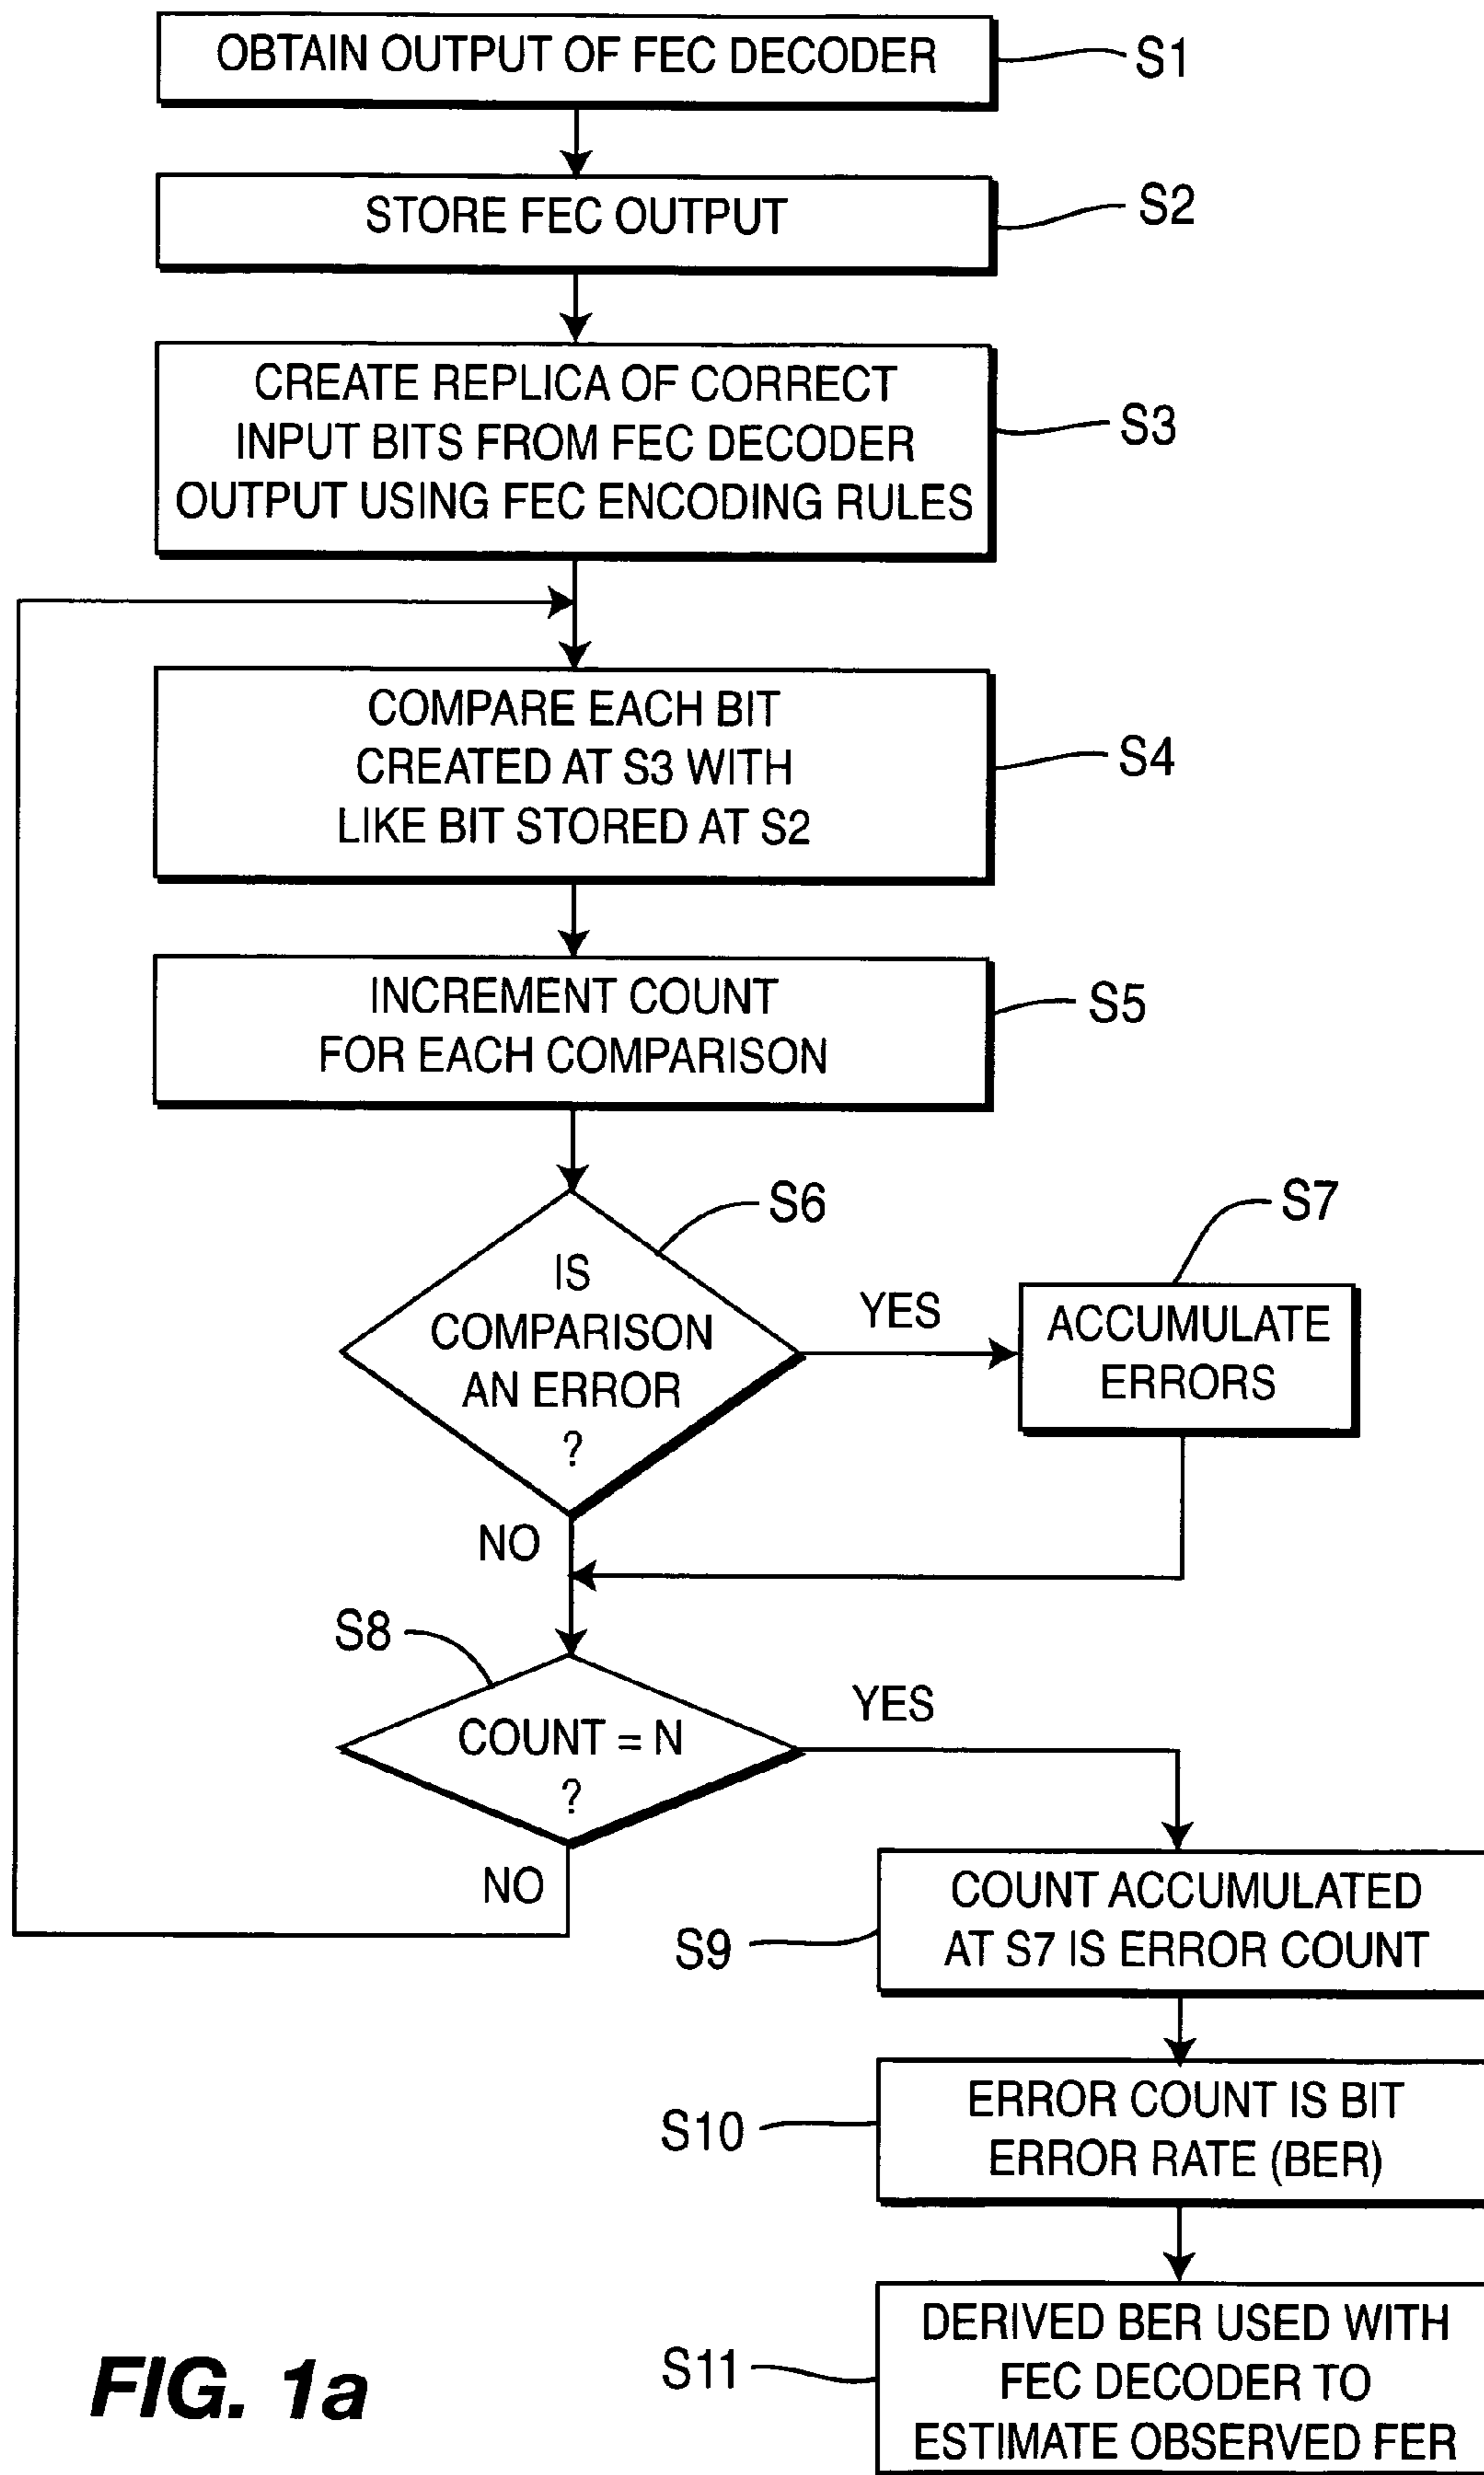 OBTAIN OUTPUT OF FEC DECODER
S1
STORE FEC OUTPUT
S2
CREATE REPLICA OF CORRECT
INPUT BITS FROM FEC DECODER
OUTPUT USING FEC ENCODING RULES
S3
COMPARE EACH BIT
CREATED AT S3 WITH
LIKE BIT STORED AT S2
S4
INCREMENT COUNT
FOR EACH COMPARISON
S5
IS
COMPARISON
AN ERROR
?
S6
YES
NO
ACCUMULATE
ERRORS
S7
S8
COUNT = N
?
YES
NO
COUNT ACCUMULATED
AT S7 IS ERROR COUNT
S9
ERROR COUNT IS BIT
ERROR RATE (BER)
S10
DERIVED BER USED WITH
FEC DECODER TO
ESTIMATE OBSERVED FER
S11
FIG. 1a